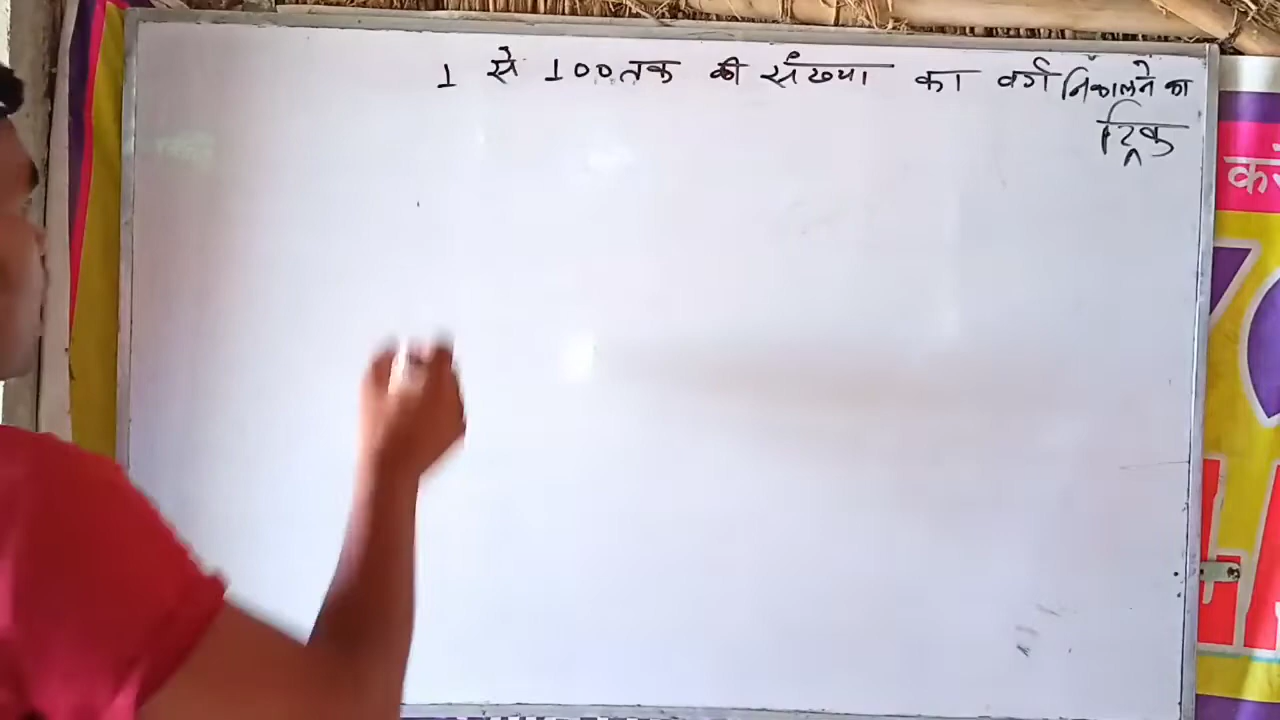 1 से 100 तक की संख्या का वर्ग निकालने का
ट्रिक